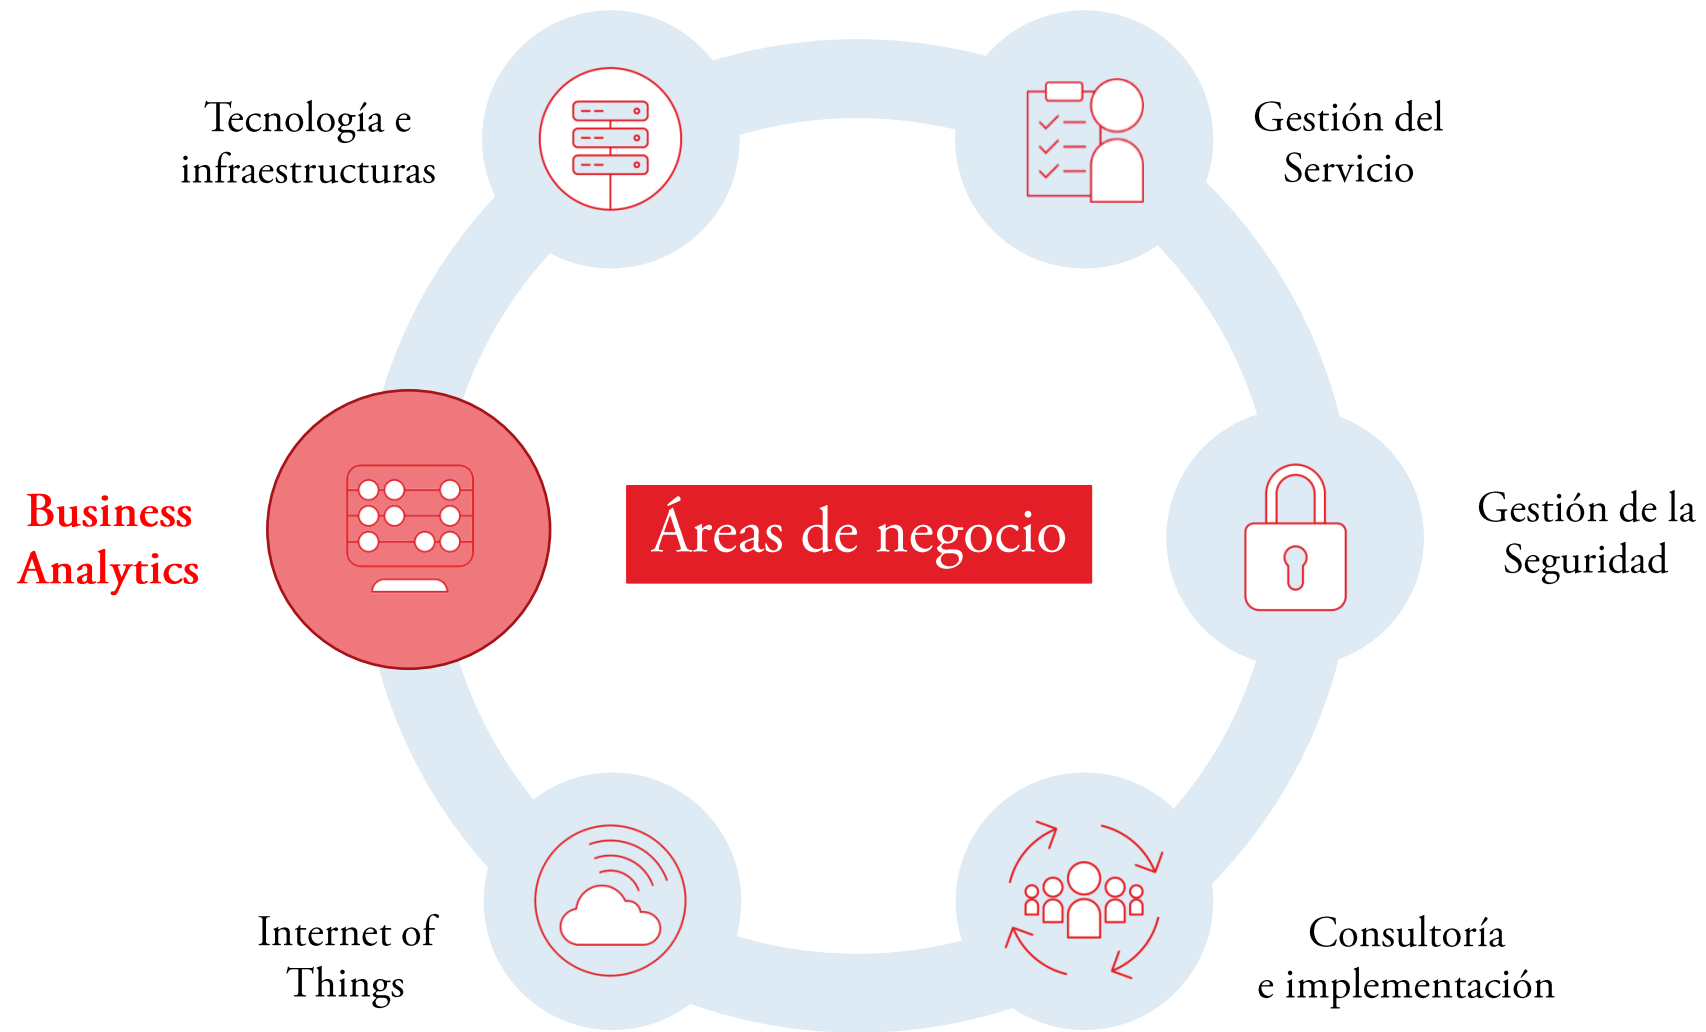 Tecnología e
infraestructuras
Gestión del
Servicio
Business
Analytics
Áreas de negocio
Gestión de la
Seguridad
Internet of
Things
Consultoría
e implementación